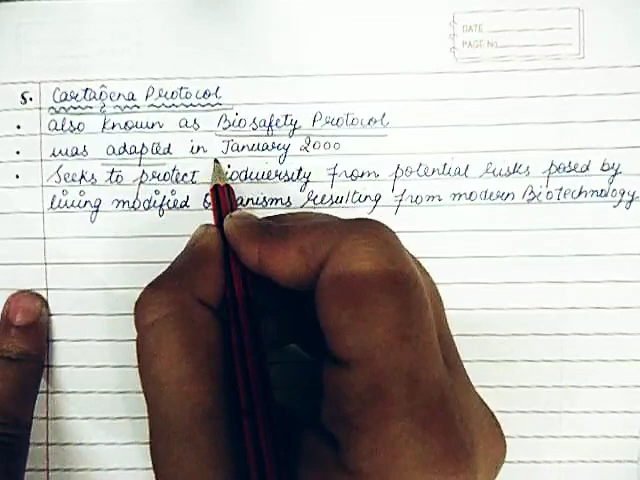 DATE
PAGE No.
5. Cartagena Protocol
• also known as Biosafety Protocol
• was adapted in January 2000
• Seeks to protect biodiversity from potential risks posed by
living modified organisms resulting from modern Biotechnology.